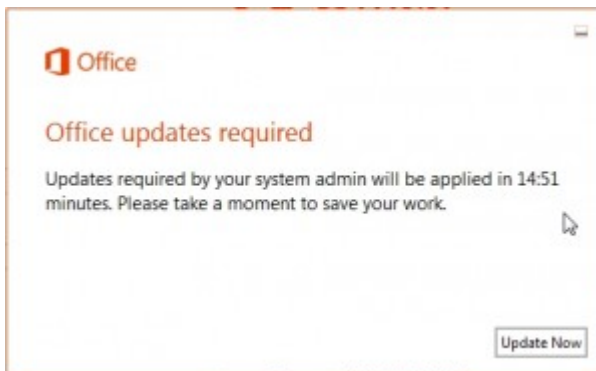 Office
Office updates required
Updates required by your system admin will be applied in 14:51
minutes. Please take a moment to save your work.
Update Now